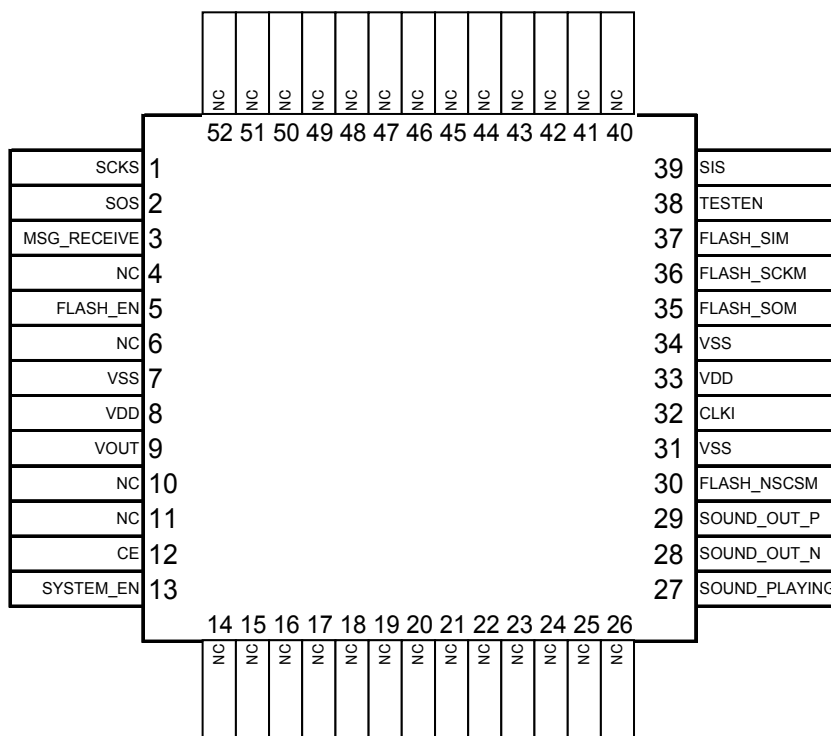 NC NC NC NC NC NC NC NC NC NC NC NC NC
52 51 50 49 48 47 46 45 44 43 42 41 40
SCKS 1 39 SIS
SOS 2 38 TESTEN
MSG_RECEIVE 3 37 FLASH_SIM
NC 4 36 FLASH_SCKM
FLASH_EN 5 35 FLASH_SOM
NC 6 34 VSS
VSS 7 33 VDD
VDD 8 32 CLKI
VOUT 9 31 VSS
NC 10 30 FLASH_NSCSM
NC 11 29 SOUND_OUT_P
CE 12 28 SOUND_OUT_N
SYSTEM_EN 13 27 SOUND_PLAYING
14 15 16 17 18 19 20 21 22 23 24 25 26
NC NC NC NC NC NC NC NC NC NC NC NC NC